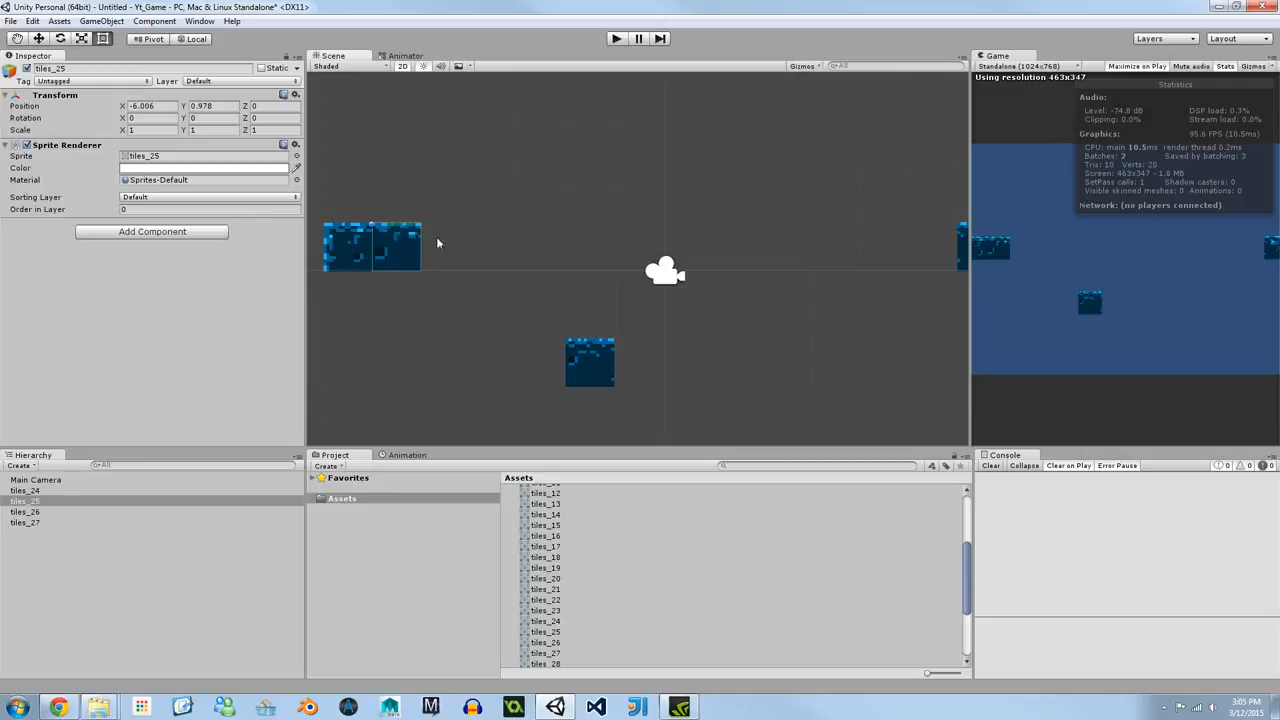 Unity Personal (64bit) - Untitled - Yt_Game - PC, Mac & Linux Standalone* <DX11>
File Edit Assets GameObject Component Window Help
Pivot Local Layers Layout
Inspector
tiles_25 Static
Tag Untagged Layer Default
Transform
Position X -6.006 Y 0.978 Z 0
Rotation X 0 Y 0 Z 0
Scale X 1 Y 1 Z 1
Sprite Renderer
Sprite tiles_25
Color
Material Sprites-Default
Sorting Layer Default
Order in Layer 0
Add Component
Scene Animator
Shaded 2D Gizmos All
Game
Standalone (1024x768) Maximize on Play Mute audio Stats Gizmos
Using resolution 463x347
Statistics
Audio:
Level: -74.8 dB DSP load: 0.3%
Clipping: 0.0% Stream load: 0.0%
Graphics: 95.6 FPS (10.5ms)
CPU: main 10.5ms render thread 0.2ms
Batches: 2 Saved by batching: 3
Tris: 10 Verts: 20
Screen: 463x347 - 1.8 MB
SetPass calls: 1 Shadow casters: 0
Visible skinned meshes: 0 Animations: 0
Network: (no players connected)
Hierarchy
Create All
Main Camera
tiles_24
tiles_25
tiles_26
tiles_27
Project Animation
Create
Favorites
Assets
Assets
tiles_12
tiles_13
tiles_14
tiles_15
tiles_16
tiles_17
tiles_18
tiles_19
tiles_20
tiles_21
tiles_22
tiles_23
tiles_24
tiles_25
tiles_26
tiles_27
tiles_28
Console
Clear Collapse Clear on Play Error Pause 0 0 0
3:05 PM
3/12/2015